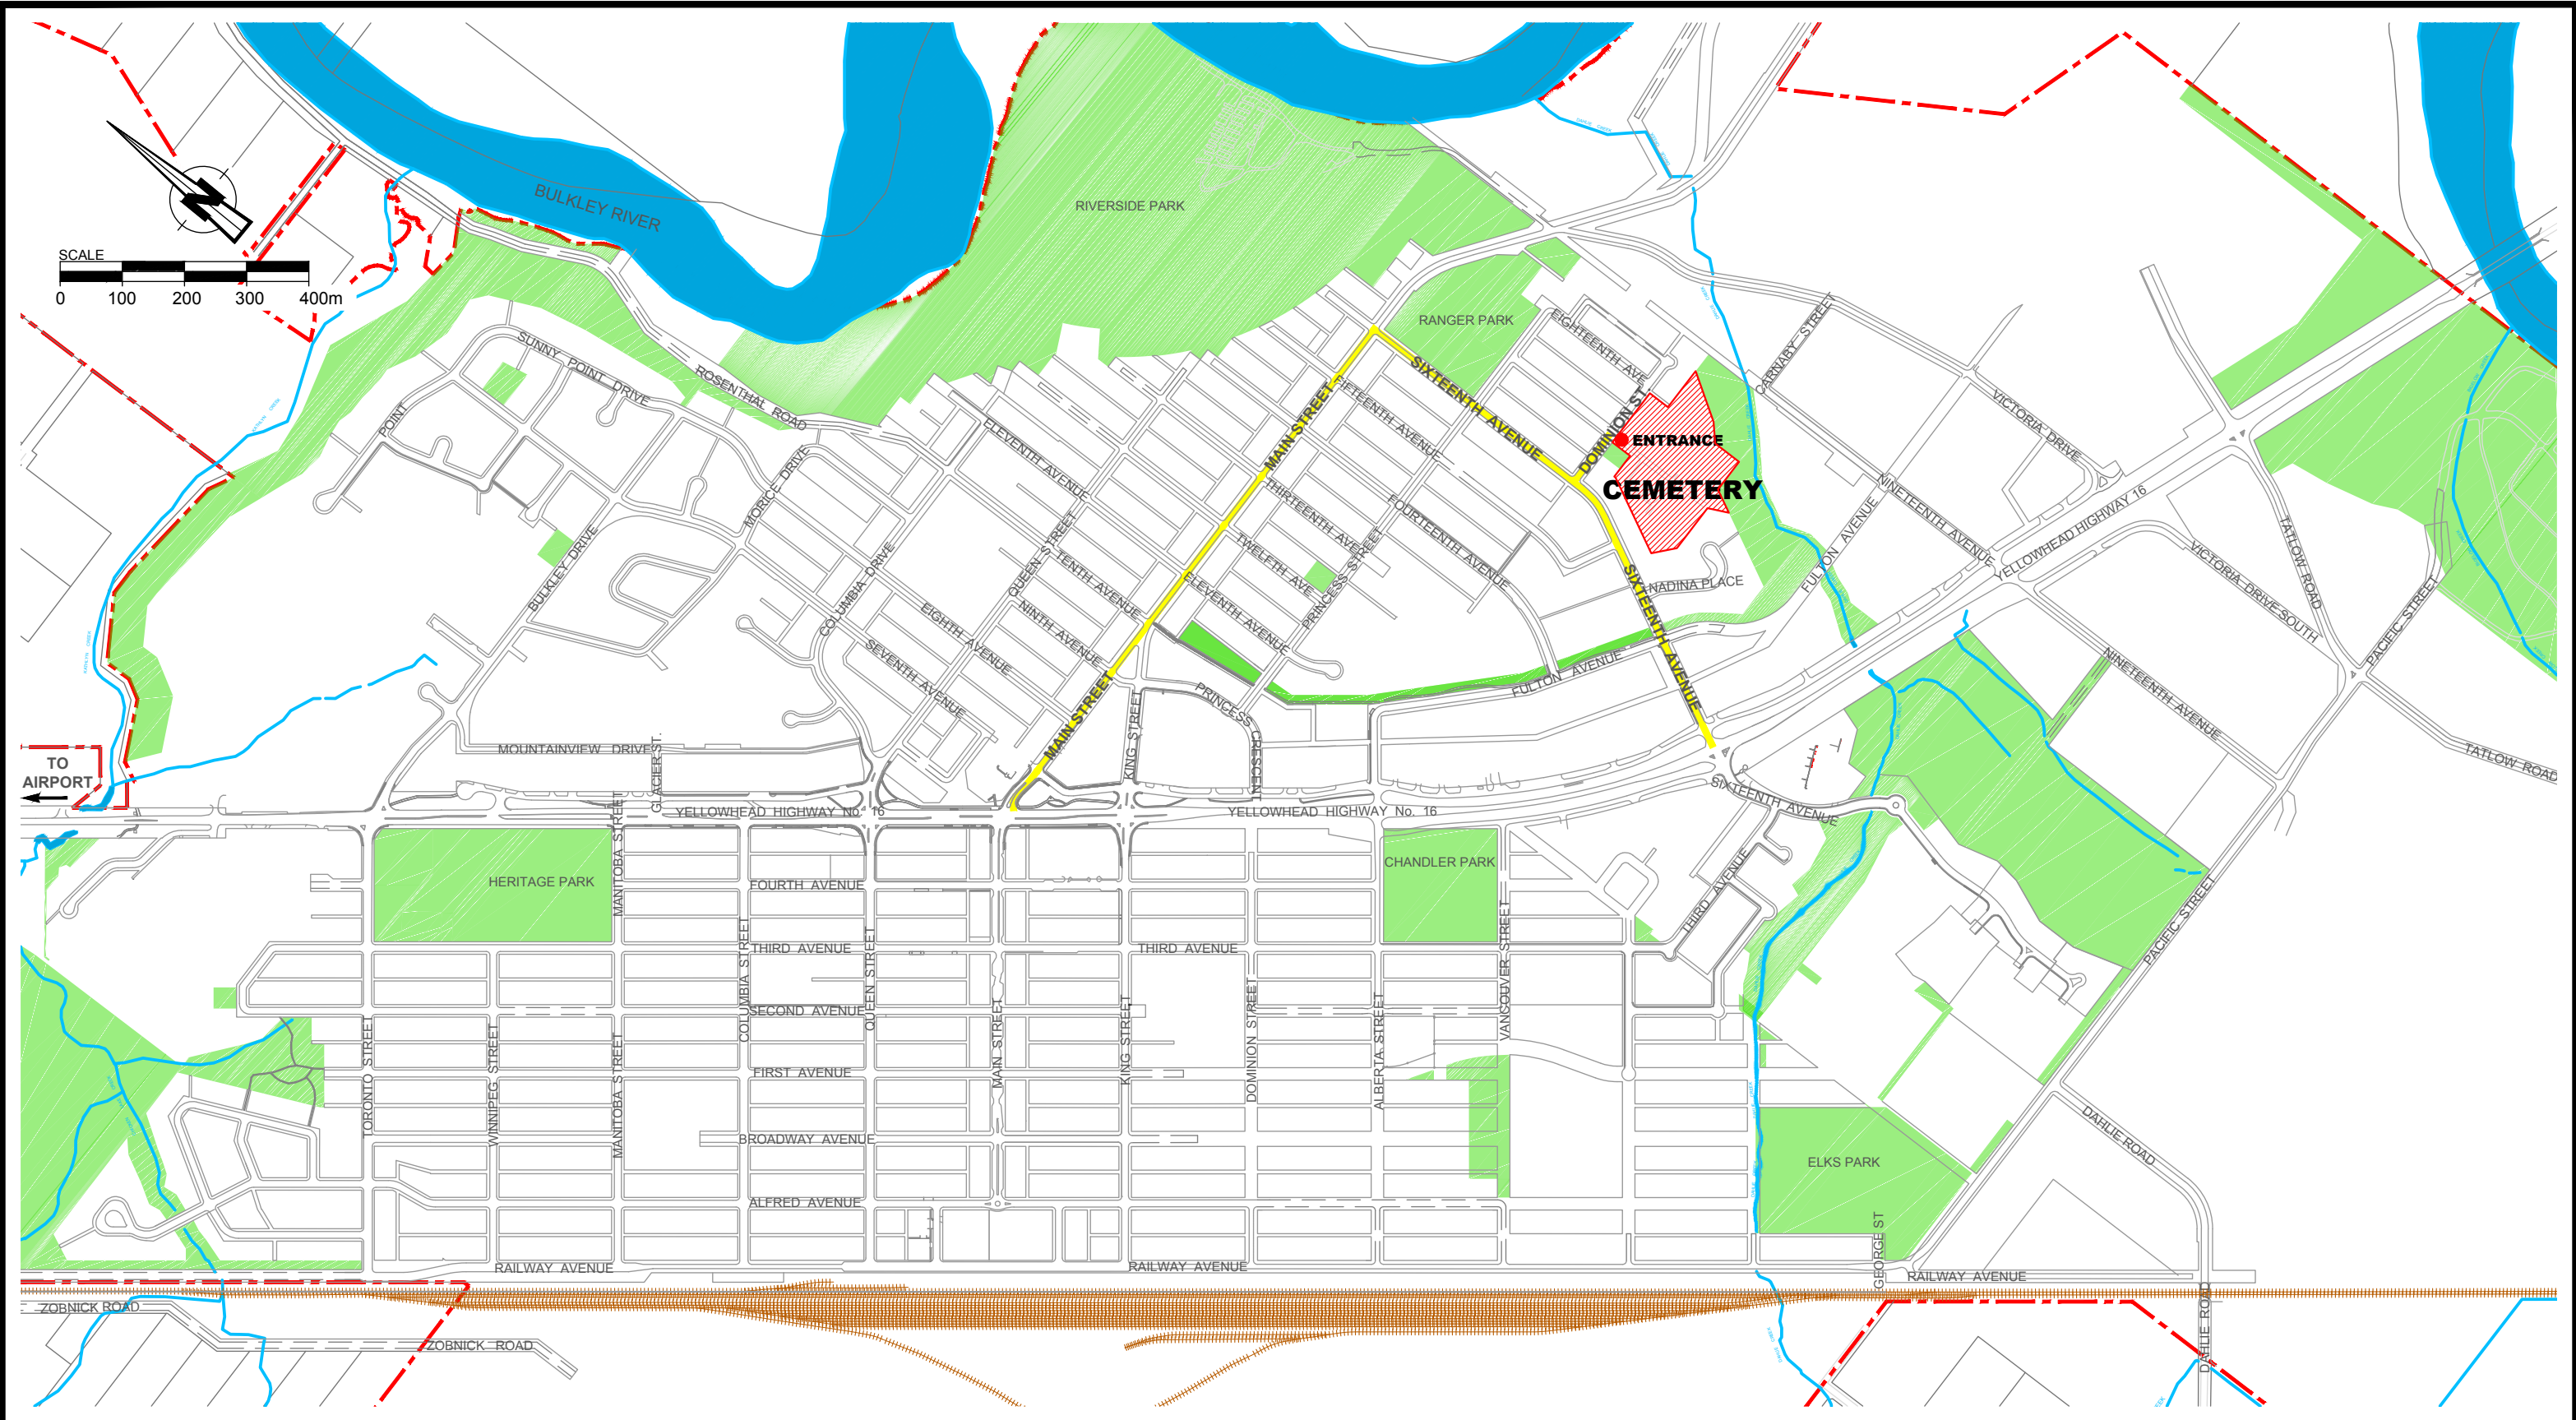 BULKLEY RIVER
RIVERSIDE PARK
N
SCALE
0 100 200 300 400m
RANGER PARK
EIGHTEENTH AVE
SUNNY POINT DRIVE
POINT
ROSENTHAL ROAD
MAIN STREET
FIFTEENTH AVENUE
SIXTEENTH AVENUE
DOMINION ST.
ENTRANCE
CEMETERY
CARNABY STREET
VICTORIA DRIVE
ELEVENTH AVENUE
MORICE DRIVE
THIRTEENTH AVE
FOURTEENTH AVENUE
NINETEENTH AVENUE
YELLOWHEAD HIGHWAY 16
TATLOW ROAD
BULKLEY DRIVE
COLUMBIA DRIVE
QUEEN STREET
TENTH AVENUE
TWELFTH AVE
ELEVENTH AVENUE
PRINCESS STREET
NADINA PLACE
FULTON AVENUE
SIXTEENTH AVENUE
VICTORIA DRIVE SOUTH
PACIFIC STREET
EIGHTH AVENUE
NINTH AVENUE
SEVENTH AVENUE
FULTON AVENUE
NINETEENTH AVENUE
MAIN STREET
KING STREET
PRINCESS
CRESCENT
MOUNTAINVIEW DRIVE
GLACIER ST.
TATLOW ROAD
TO
AIRPORT
YELLOWHEAD HIGHWAY No. 16
YELLOWHEAD HIGHWAY No. 16
SIXTEENTH AVENUE
HERITAGE PARK
MANITOBA STREET
FOURTH AVENUE
CHANDLER PARK
THIRD AVENUE
THIRD AVENUE
THIRD AVENUE
COLUMBIA STREET
QUEEN STREET
VANCOUVER STREET
PACIFIC STREET
SECOND AVENUE
TORONTO STREET
WINNIPEG STREET
MANITOBA STREET
MAIN STREET
KING STREET
DOMINION STREET
ALBERTA STREET
FIRST AVENUE
BROADWAY AVENUE
ELKS PARK
DAHLIE ROAD
ALFRED AVENUE
GEORGE ST
RAILWAY AVENUE
RAILWAY AVENUE
RAILWAY AVENUE
ZOBNICK ROAD
ZOBNICK ROAD
DAHLIE ROAD